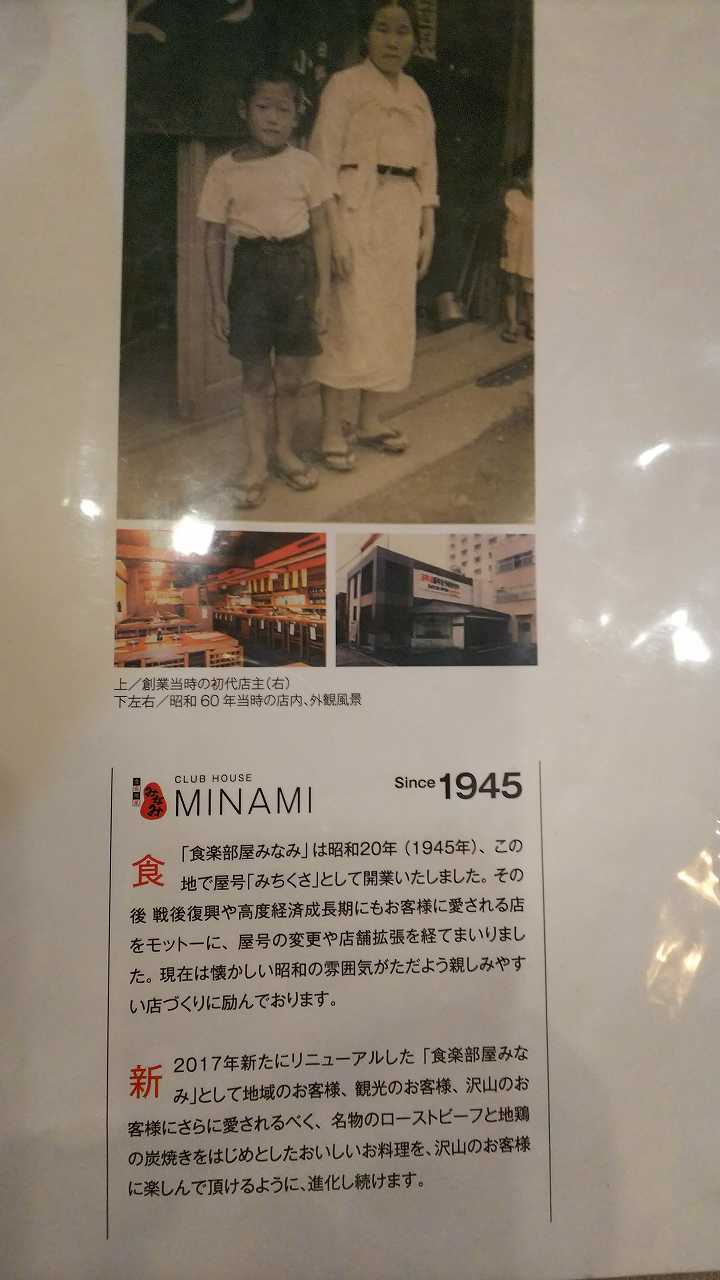 上／創業当時の初代店主（右）
下左右／昭和60年当時の店内、外観風景
食楽部屋
みなみ
CLUB HOUSE
MINAMI
Since 1945
食 「食楽部屋みなみ」は昭和20年（1945年）、この
地で屋号「みちくさ」として開業いたしました。その
後 戦後復興や高度経済成長期にもお客様に愛される店
をモットーに、屋号の変更や店舗拡張を経てまいりまし
た。現在は懐かしい昭和の雰囲気がただよう親しみやす
い店づくりに励んでおります。
新 2017年新たにリニューアルした「食楽部屋みな
み」として地域のお客様、観光のお客様、沢山のお
客様にさらに愛されるべく、名物のローストビーフと地鶏
の炭焼きをはじめとしたおいしいお料理を、沢山のお客様
に楽しんで頂けるように、進化し続けます。